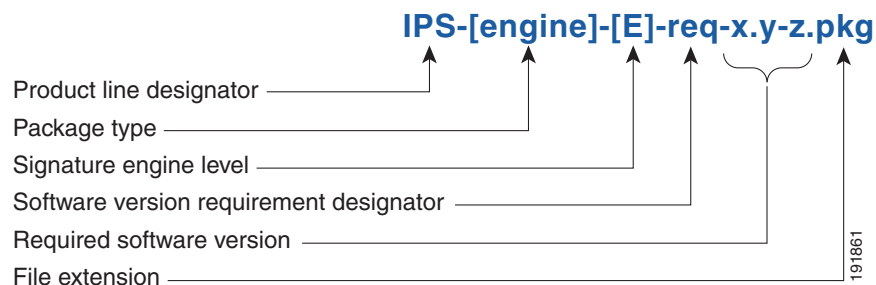 IPS-[engine]-[E]-req-x.y-z.pkg
Product line designator
Package type
Signature engine level
Software version requirement designator
Required software version
File extension
191861